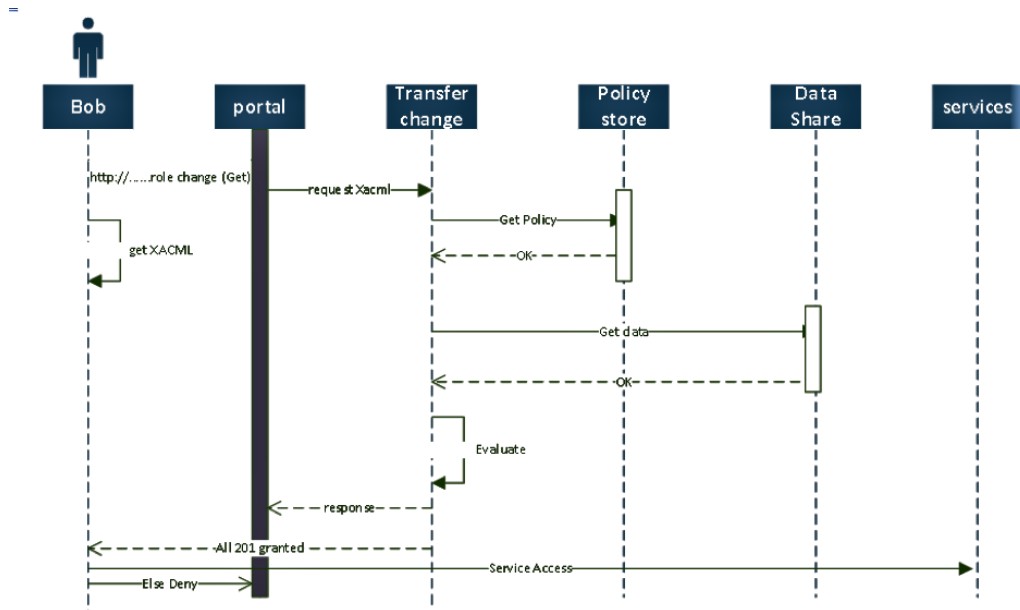 =
Bob
portal
Transfer
change
Policy
store
Data
Share
services
http://......role change (Get)
request Xacml
Get Policy
get XACML
OK
Get data
OK
Evaluate
response
All 201 granted
Service Access
Else Deny